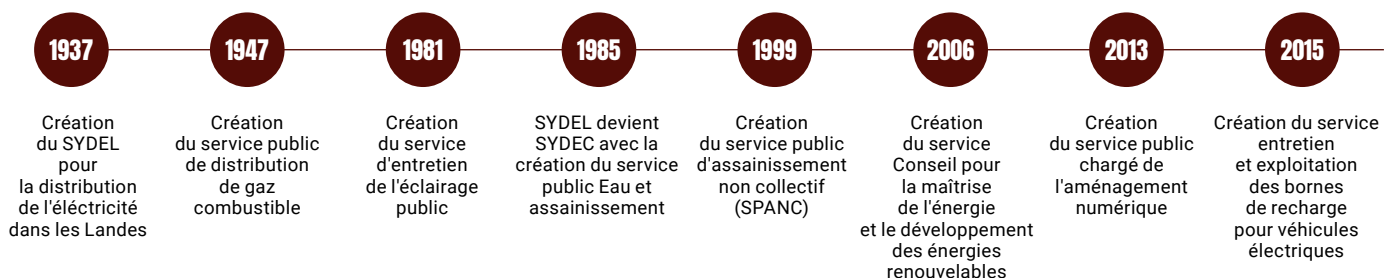 1937
Création
du SYDEL
pour
la distribution
de l'éléctricité
dans les Landes
1947
Création
du service public
de distribution
de gaz
combustible
1981
Création
du service
d'entretien
de l'éclairage
public
1985
SYDEL devient
SYDEC avec la
création du service
public Eau et
assainissement
1999
Création
du service public
d'assainissement
non collectif
(SPANC)
2006
Création
du service
Conseil pour
la maîtrise
de l'énergie
et le développement
des énergies
renouvelables
2013
Création
du service public
chargé de
l'aménagement
numérique
2015
Création du service
entretien
et exploitation
des bornes
de recharge
pour véhicules
électriques